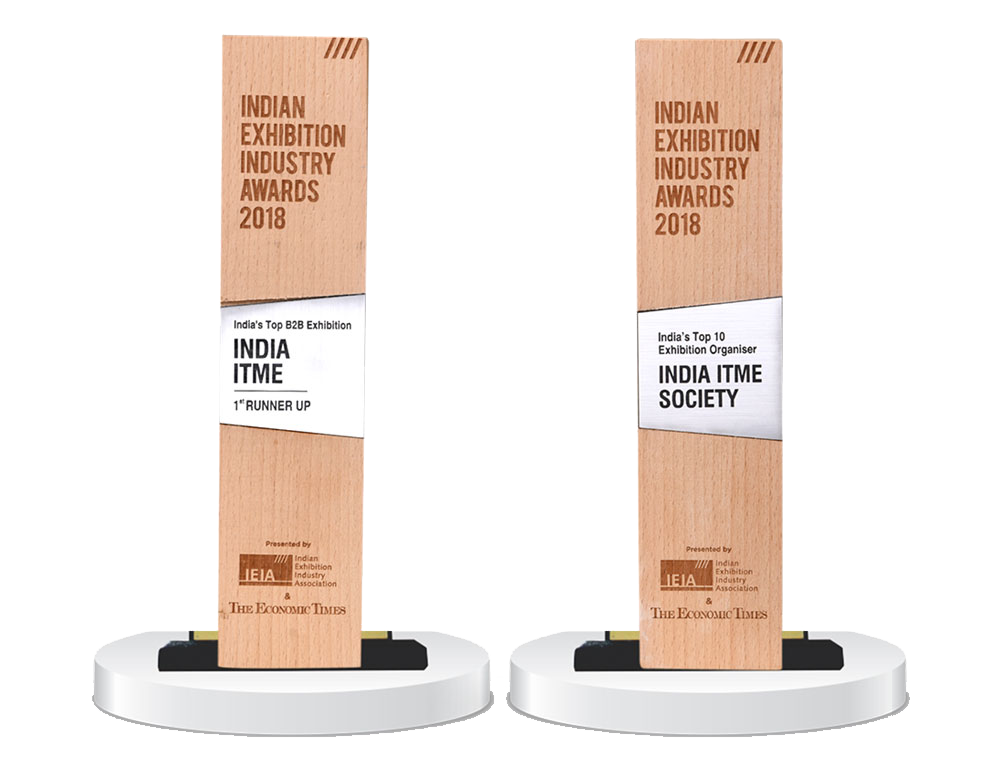 INDIAN
EXHIBITION
INDUSTRY
AWARDS
2018
India's Top B2B Exhibition
INDIA
ITME
1st RUNNER UP
Presented by
IEIA
Indian
Exhibition
Industry
Association
&
THE ECONOMIC TIMES
INDIAN
EXHIBITION
INDUSTRY
AWARDS
2018
India's Top 10
Exhibition Organiser
INDIA ITME
SOCIETY
Presented by
IEIA
Indian
Exhibition
Industry
Association
&
THE ECONOMIC TIMES